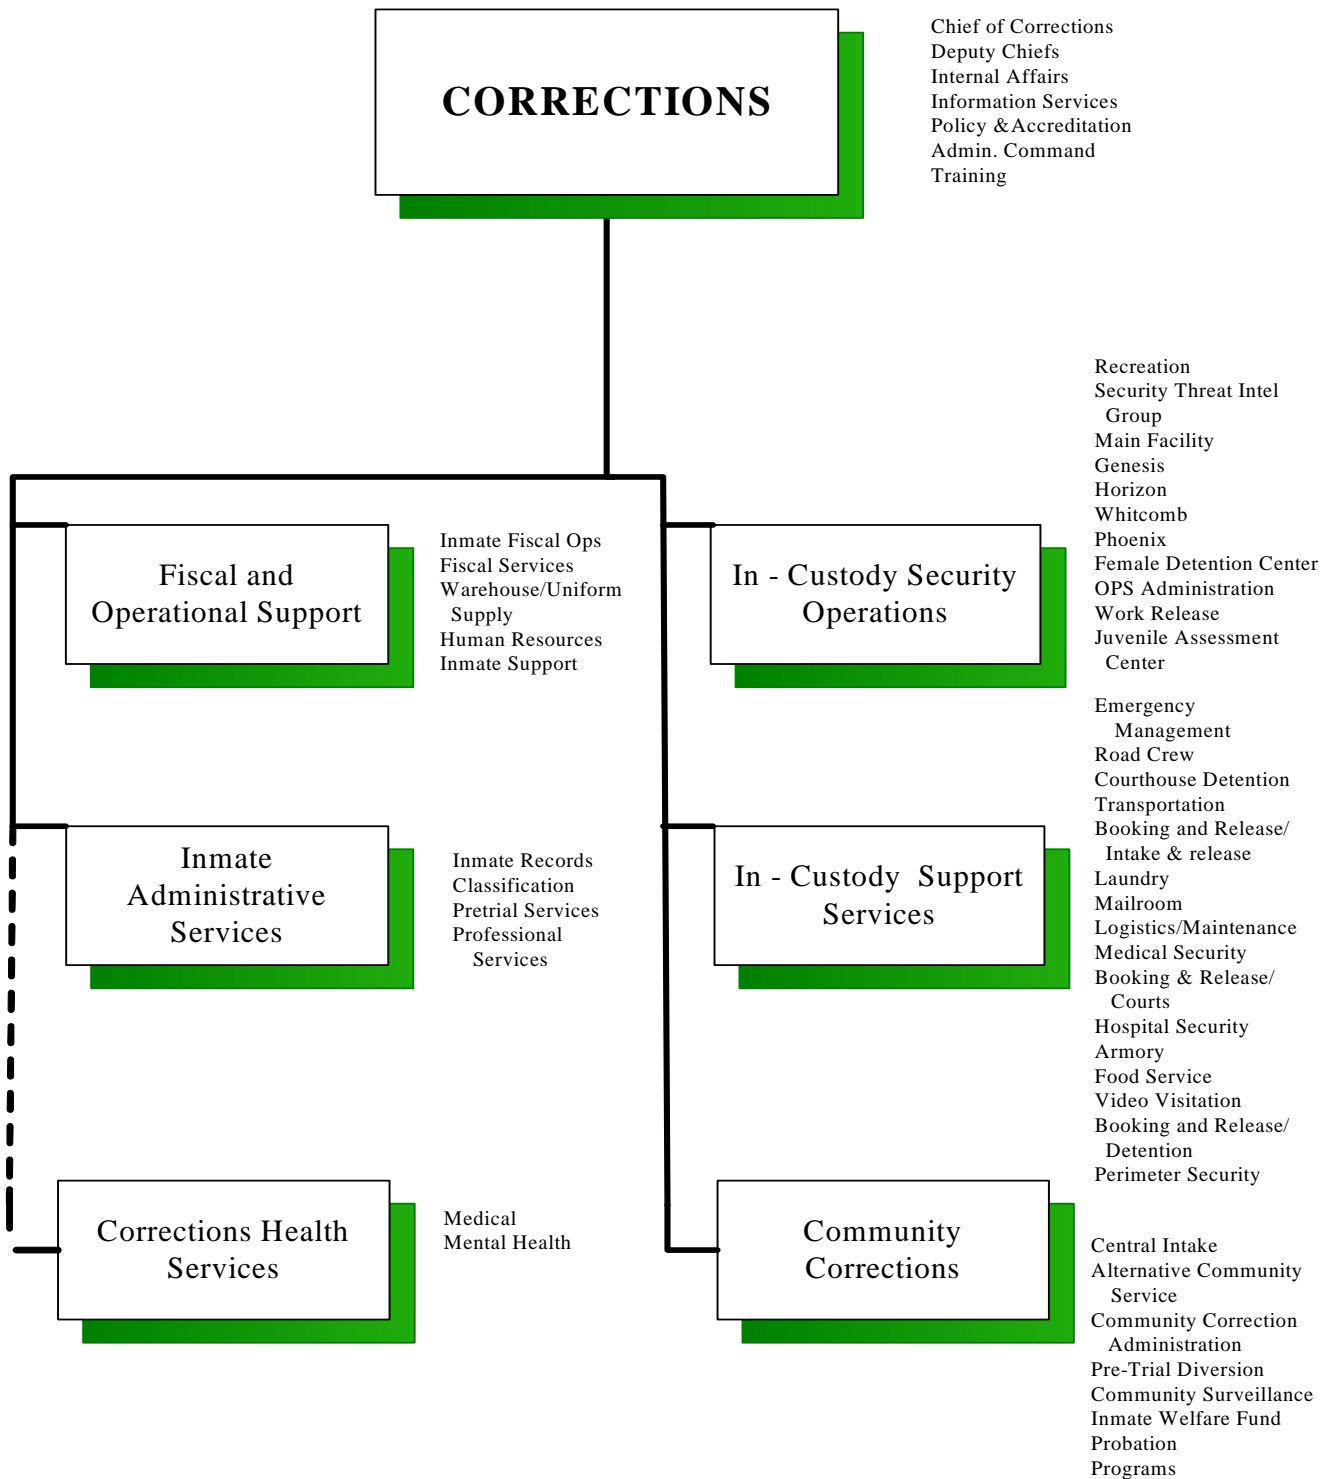 CORRECTIONS
Chief of Corrections
Deputy Chiefs
Internal Affairs
Information Services
Policy &Accreditation
Admin. Command
Training
Fiscal and
Operational Support
Inmate Fiscal Ops
Fiscal Services
Warehouse/Uniform
Supply
Human Resources
Inmate Support
In - Custody Security
Operations
Recreation
Security Threat Intel
Group
Main Facility
Genesis
Horizon
Whitcomb
Phoenix
Female Detention Center
OPS Administration
Work Release
Juvenile Assessment
Center
Inmate
Administrative
Services
Inmate Records
Classification
Pretrial Services
Professional
Services
In - Custody  Support
Services
Emergency
Management
Road Crew
Courthouse Detention
Transportation
Booking and Release/
Intake & release
Laundry
Mailroom
Logistics/Maintenance
Medical Security
Booking & Release/
Courts
Hospital Security
Armory
Food Service
Video Visitation
Booking and Release/
Detention
Perimeter Security
Corrections Health
Services
Medical
Mental Health
Community
Corrections
Central Intake
Alternative Community
Service
Community Correction
Administration
Pre-Trial Diversion
Community Surveillance
Inmate Welfare Fund
Probation
Programs